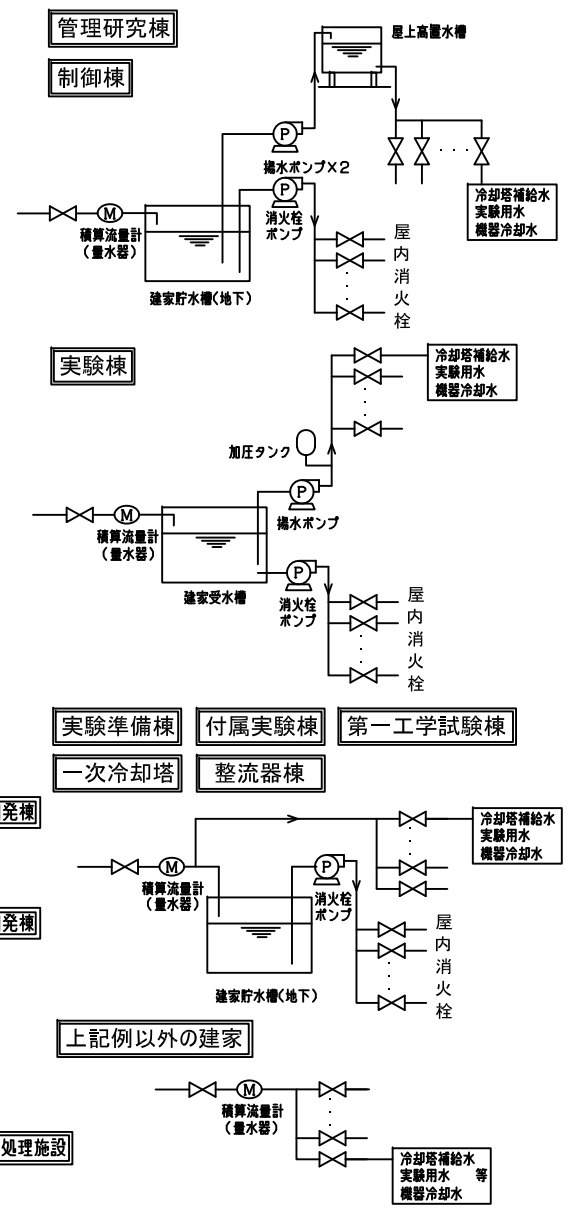 管理研究棟
制御棟
屋上高置水槽
P
揚水ポンプ×2
P
消火栓
ポンプ
M
積算流量計
(量水器)
建家貯水槽(地下)
冷却塔補給水
実験用水
機器冷却水
屋内消火栓
実験棟
冷却塔補給水
実験用水
機器冷却水
加圧タンク
P
揚水ポンプ
M
積算流量計
(量水器)
建家受水槽
P
消火栓
ポンプ
屋内消火栓
実験準備棟 付属実験棟 第一工学試験棟
一次冷却塔 整流器棟
発棟
冷却塔補給水
実験用水
機器冷却水
M
積算流量計
(量水器)
P
消火栓
ポンプ
発棟
屋内消火栓
建家貯水槽(地下)
上記例以外の建家
M
積算流量計
(量水器)
処理施設
冷却塔補給水
実験用水 等
機器冷却水